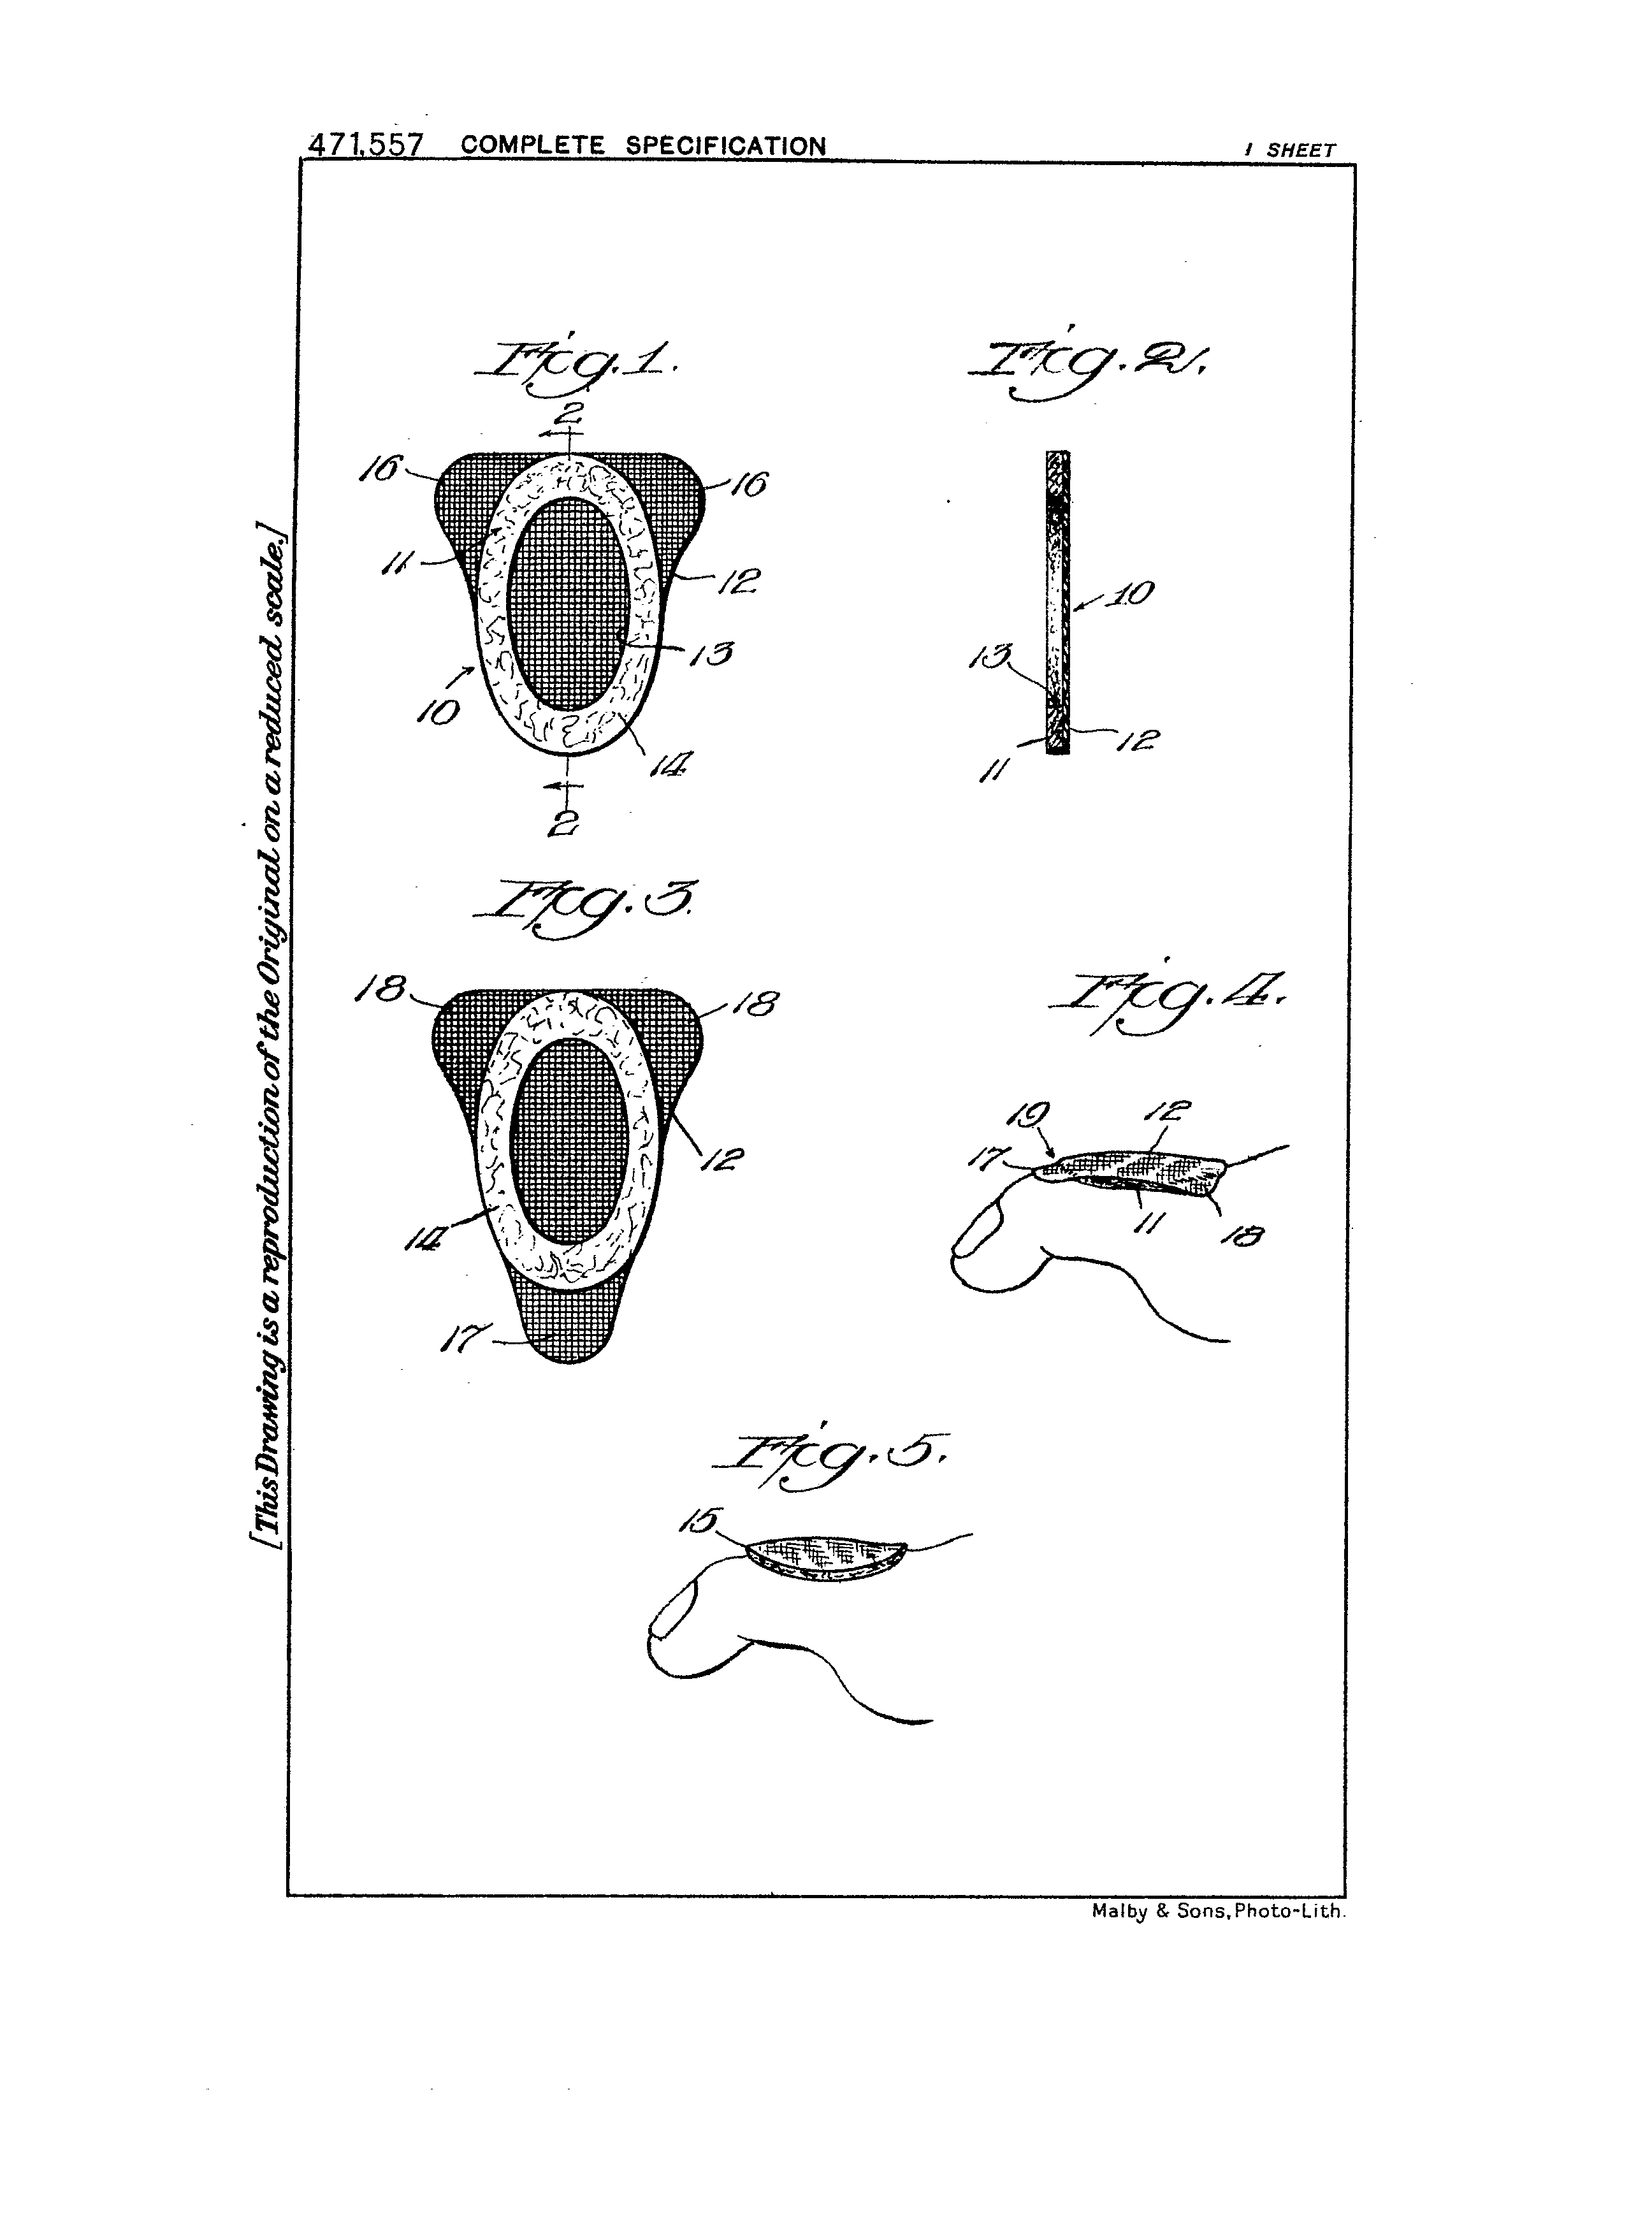 471,557 COMPLETE SPECIFICATION
1 SHEET
[This Drawing is a reproduction of the Original on a reduced scale.]
Fig.1.
2
16
16
11
12
13
10
14
2
Fig.2.
10
13
12
11
Fig.3.
18
18
12
14
17
Fig.4.
19
12
17
11
18
Fig.5.
15
Malby & Sons, Photo-Lith.